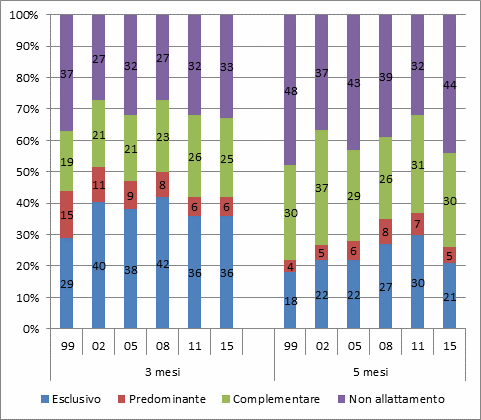 100%
90%
80%
70%
60%
50%
40%
30%
20%
10%
0%
37 27 32 27 32 33 48 37 43 39 32 44
19 21 21 23 26 25 30 37 29 26 31 30
15 11 9 8 6 6 4 5 6 8 7 5
29 40 38 42 36 36 18 22 22 27 30 21
99 02 05 08 11 15 99 02 05 08 11 15
3 mesi 5 mesi
Esclusivo Predominante Complementare Non allattamento